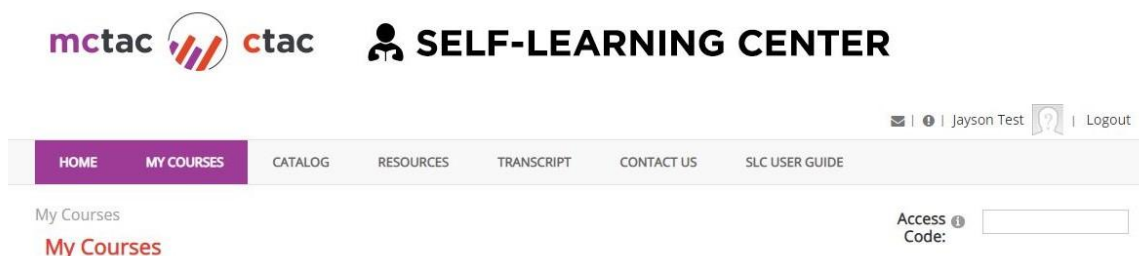 mctac ctac SELF-LEARNING CENTER
| | Jayson Test ? | Logout
HOME MY COURSES CATALOG RESOURCES TRANSCRIPT CONTACT US SLC USER GUIDE
My Courses
My Courses
Access
Code: